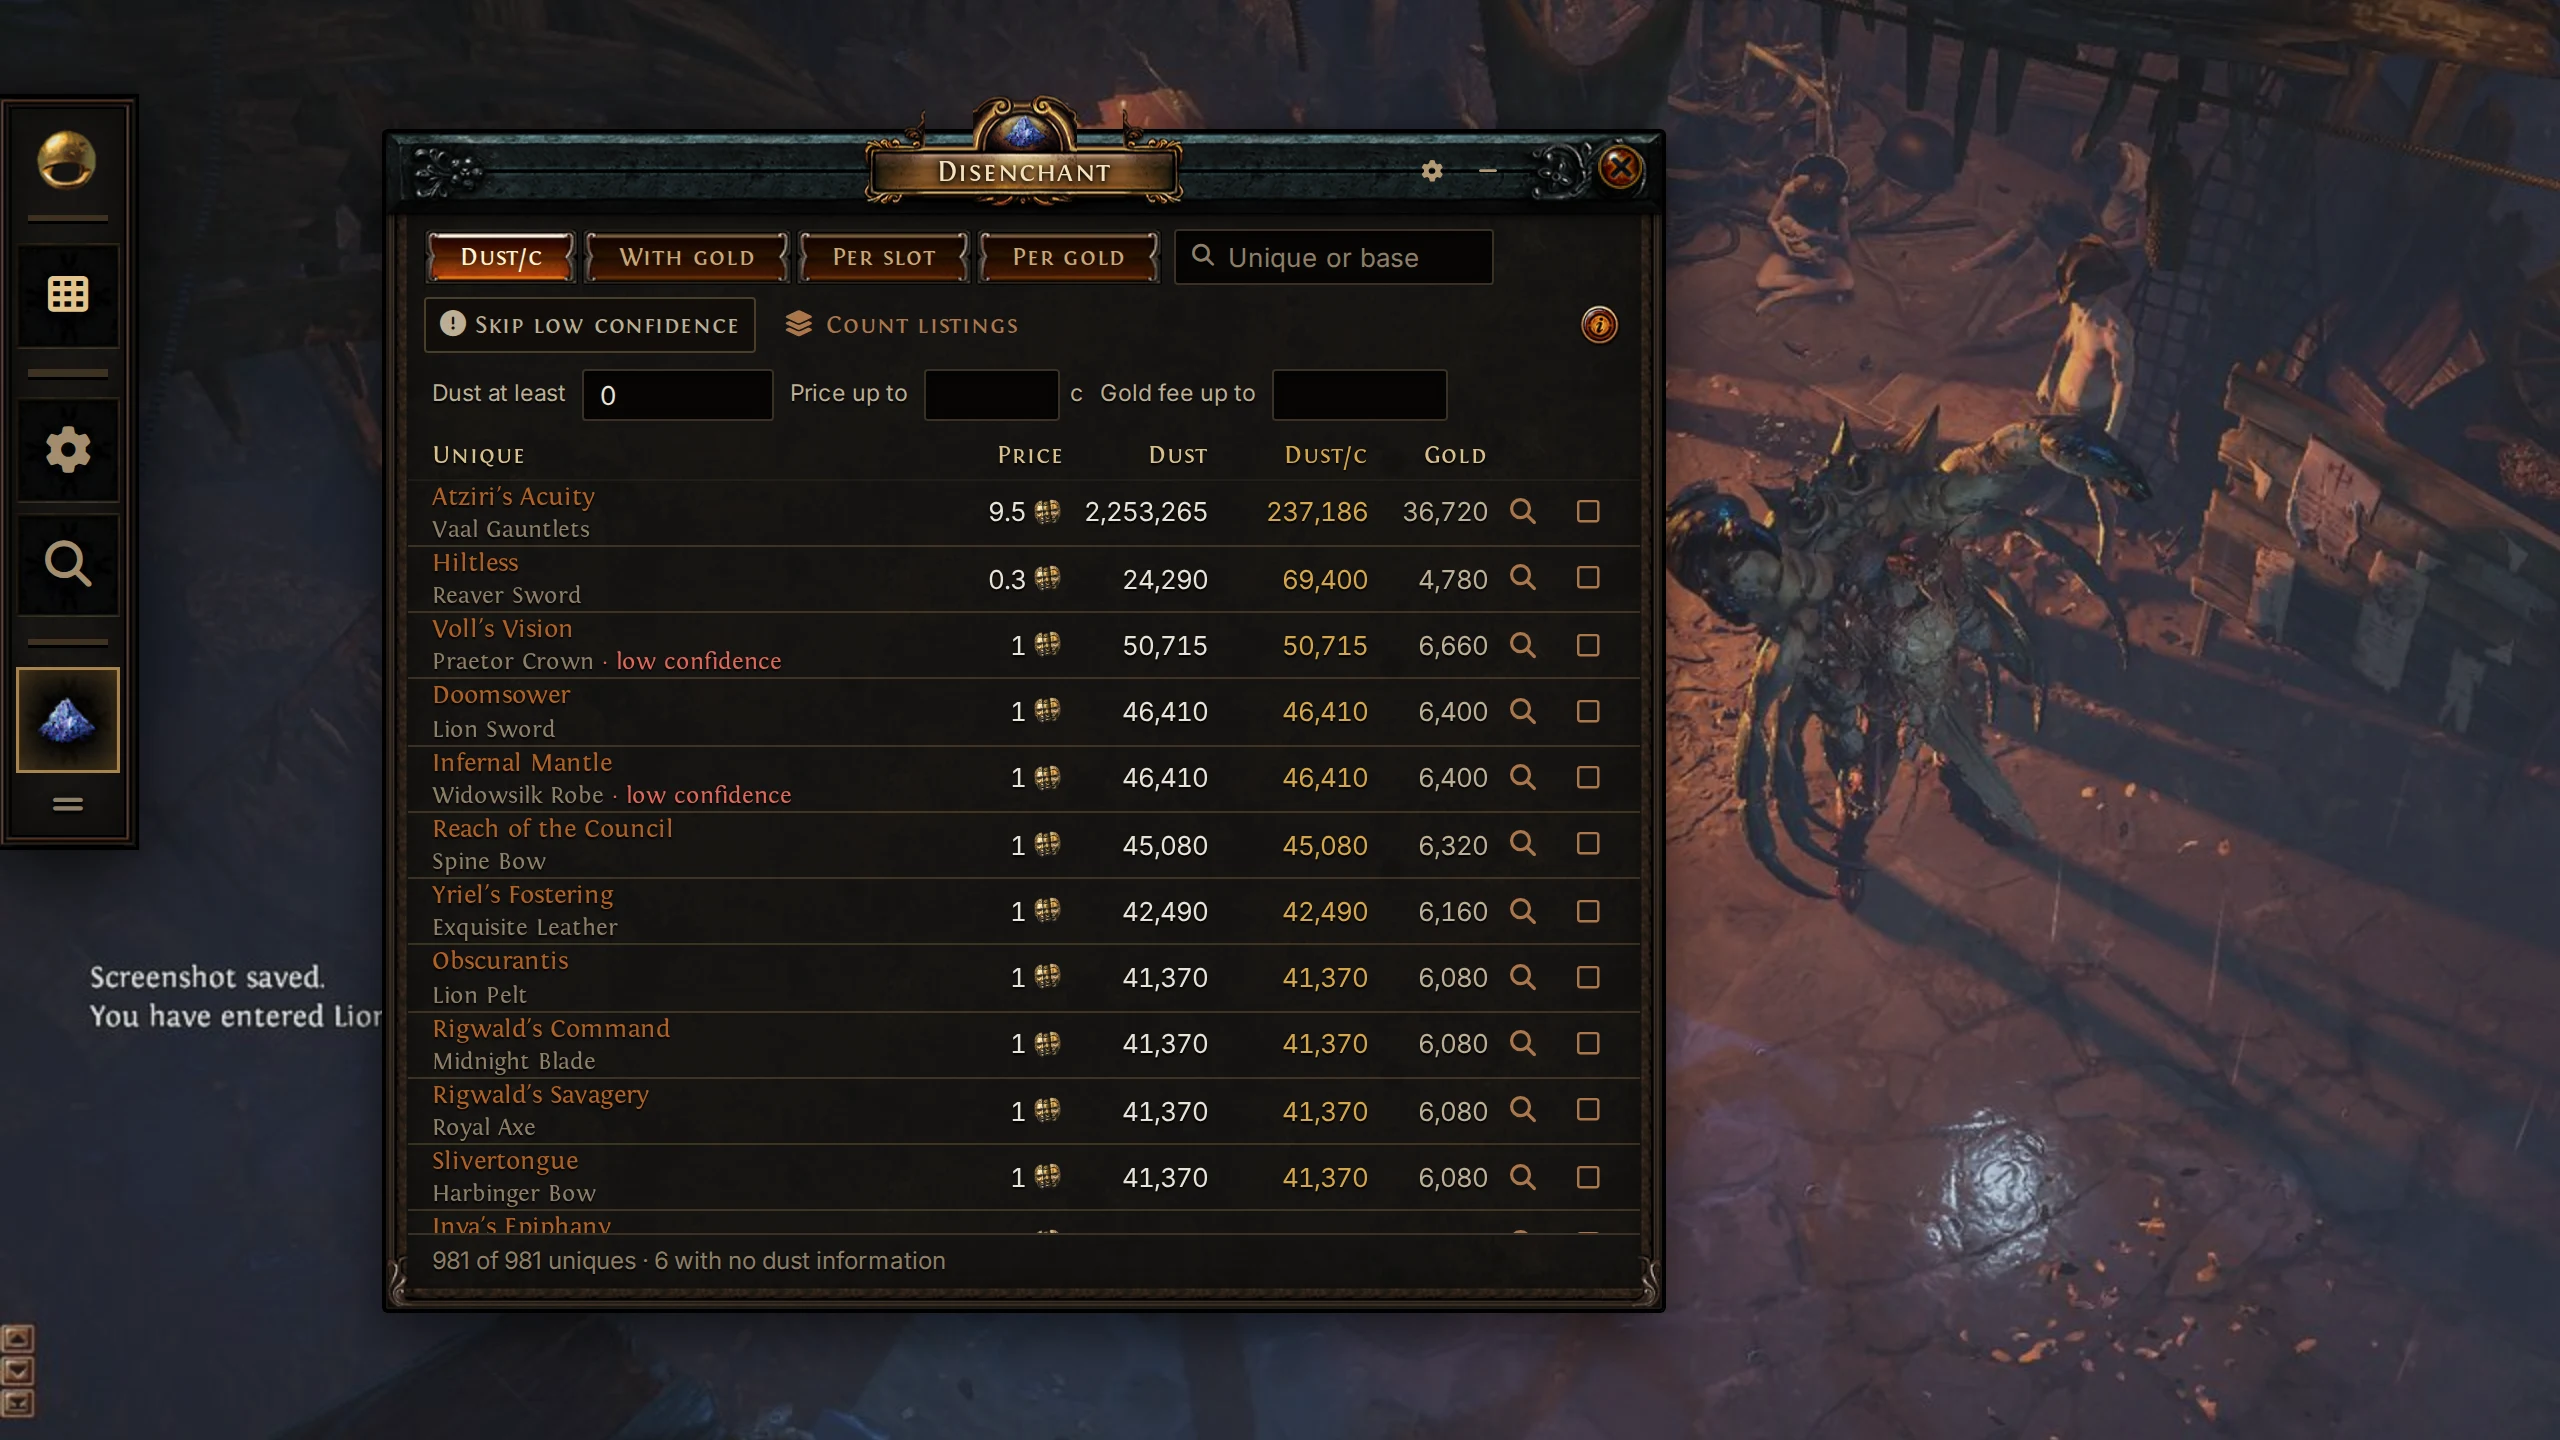 Disenchant
Dust/c
With gold
Per slot
Per gold
Unique or base
Skip low confidence
Count listings
Dust at least
0
Price up to
c
Gold fee up to
Unique Price Dust Dust/c Gold
Atziri's Acuity
Vaal Gauntlets
9.5 2,253,265 237,186 36,720
Hiltless
Reaver Sword
0.3 24,290 69,400 4,780
Voll's Vision
Praetor Crown · low confidence
1 50,715 50,715 6,660
Doomsower
Lion Sword
1 46,410 46,410 6,400
Infernal Mantle
Widowsilk Robe · low confidence
1 46,410 46,410 6,400
Reach of the Council
Spine Bow
1 45,080 45,080 6,320
Yriel's Fostering
Exquisite Leather
1 42,490 42,490 6,160
Obscurantis
Lion Pelt
1 41,370 41,370 6,080
Rigwald's Command
Midnight Blade
1 41,370 41,370 6,080
Rigwald's Savagery
Royal Axe
1 41,370 41,370 6,080
Slivertongue
Harbinger Bow
1 41,370 41,370 6,080
Inya's Epiphany
981 of 981 uniques · 6 with no dust information
Screenshot saved.
You have entered Lion